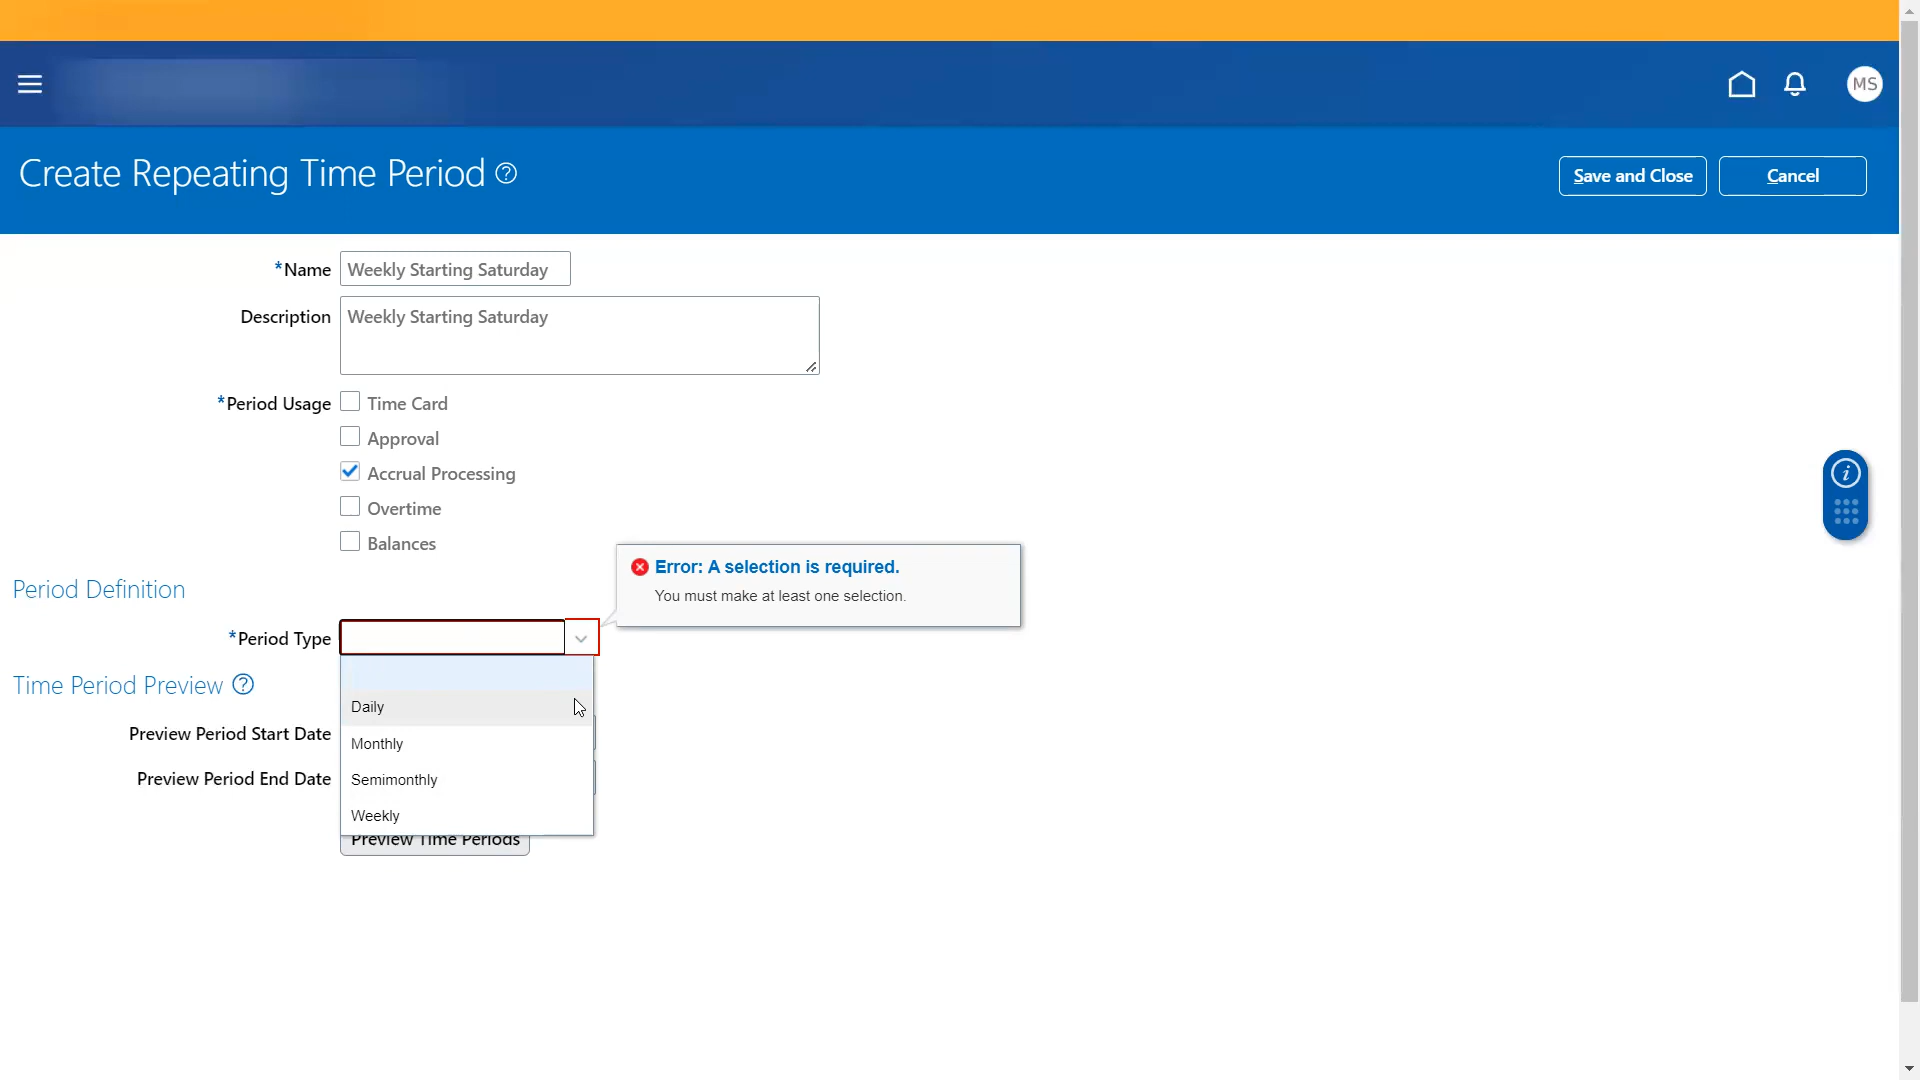 MS
Create Repeating Time Period
Save and Close
Cancel
*Name
Weekly Starting Saturday
Description
Weekly Starting Saturday
*Period Usage
Time Card
Approval
Accrual Processing
Overtime
Balances
Error: A selection is required.
You must make at least one selection.
Period Definition
*Period Type
Time Period Preview
Daily
Preview Period Start Date
Monthly
Preview Period End Date
Semimonthly
Weekly
Preview Time Periods